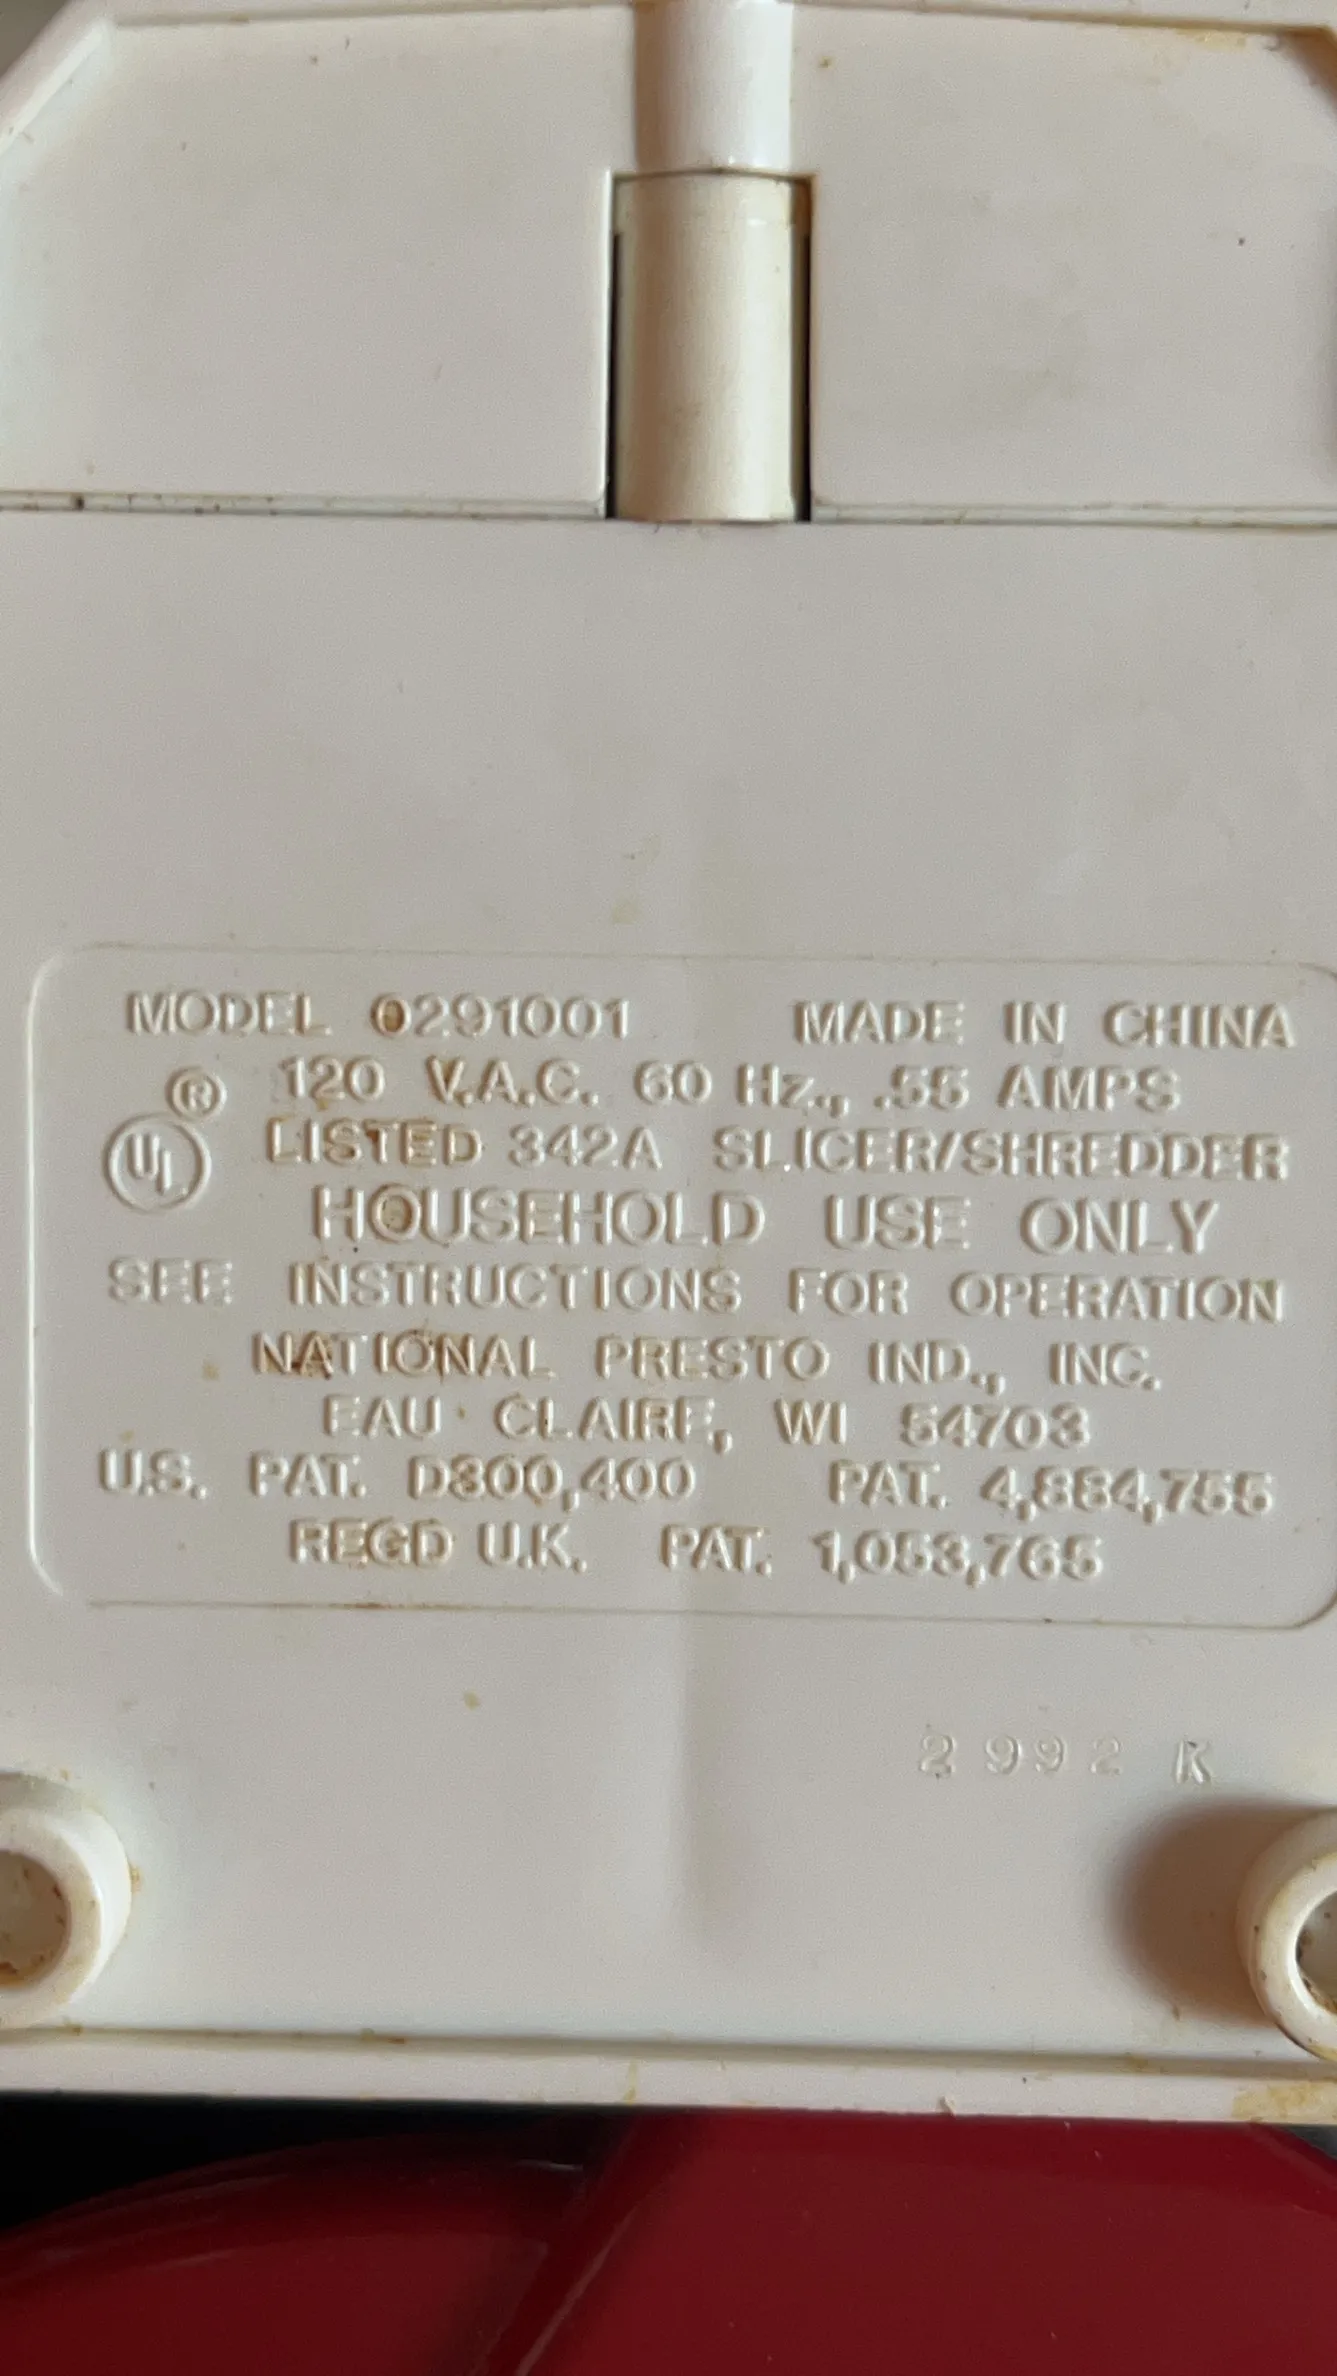 MODEL 0291001 MADE IN CHINA
® 120 V.A.C. 60 Hz., .55 AMPS
UL LISTED 342A SLICER/SHREDDER
HOUSEHOLD USE ONLY
SEE INSTRUCTIONS FOR OPERATION
NATIONAL PRESTO IND., INC.
EAU CLAIRE, WI 54703
U.S. PAT. D300,400 PAT. 4,884,755
REGD U.K. PAT. 1,053,765
2992 K